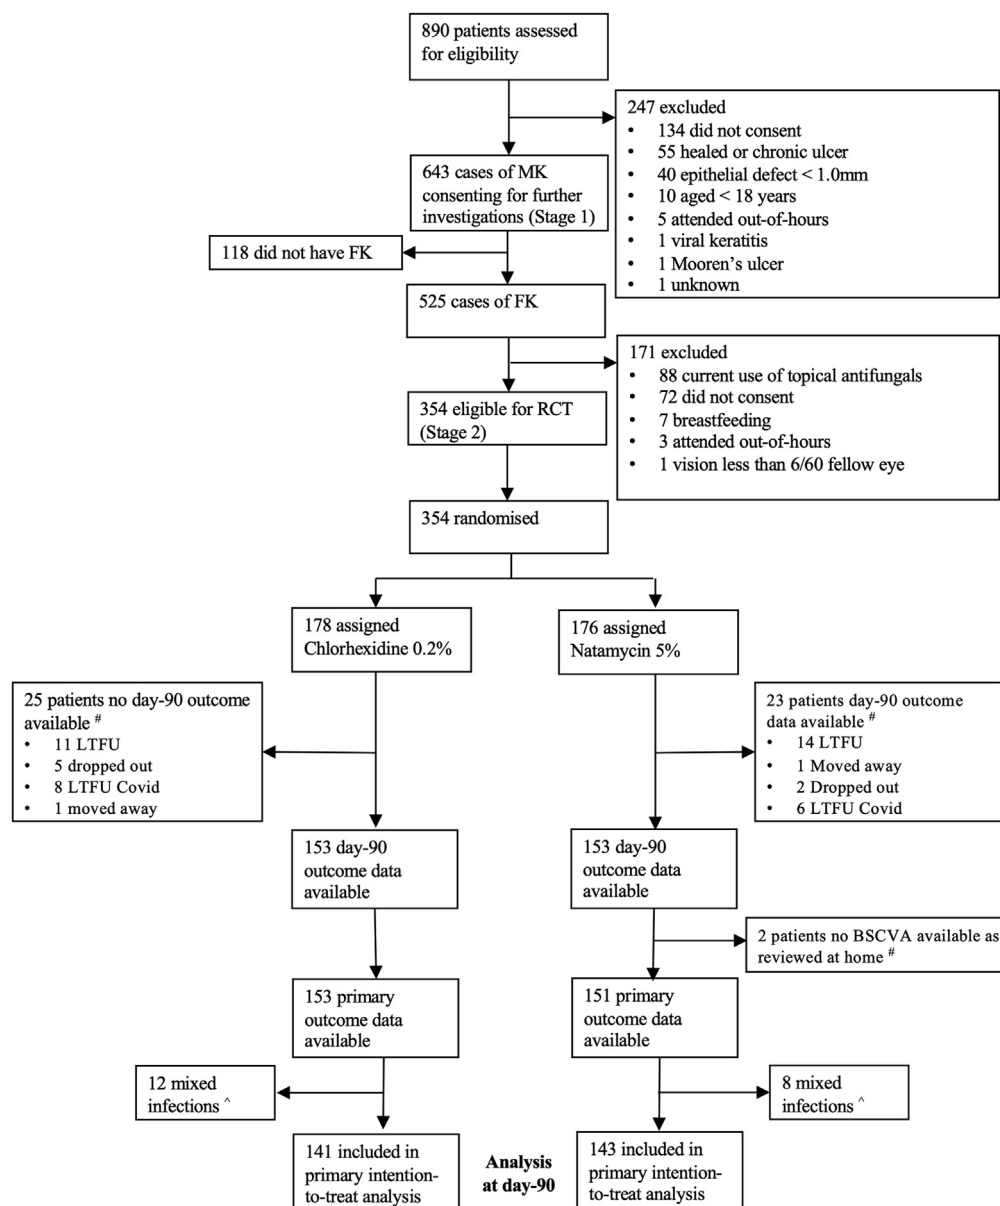 890 patients assessed
for eligibility
247 excluded
• 134 did not consent
• 55 healed or chronic ulcer
• 40 epithelial defect < 1.0mm
• 10 aged < 18 years
• 5 attended out-of-hours
• 1 viral keratitis
• 1 Mooren's ulcer
• 1 unknown
643 cases of MK
consenting for further
investigations (Stage 1)
118 did not have FK
525 cases of FK
171 excluded
• 88 current use of topical antifungals
• 72 did not consent
• 7 breastfeeding
• 3 attended out-of-hours
• 1 vision less than 6/60 fellow eye
354 eligible for RCT
(Stage 2)
354 randomised
178 assigned
Chlorhexidine 0.2%
176 assigned
Natamycin 5%
25 patients no day-90 outcome
available #
• 11 LTFU
• 5 dropped out
• 8 LTFU Covid
• 1 moved away
23 patients day-90 outcome
data available #
• 14 LTFU
• 1 Moved away
• 2 Dropped out
• 6 LTFU Covid
153 day-90
outcome data
available
153 day-90
outcome data
available
2 patients no BSCVA available as
reviewed at home #
153 primary
outcome data
available
151 primary
outcome data
available
12 mixed
infections ^
8 mixed
infections ^
141 included in
primary intention-
to-treat analysis
Analysis
at day-90
143 included in
primary intention-
to-treat analysis